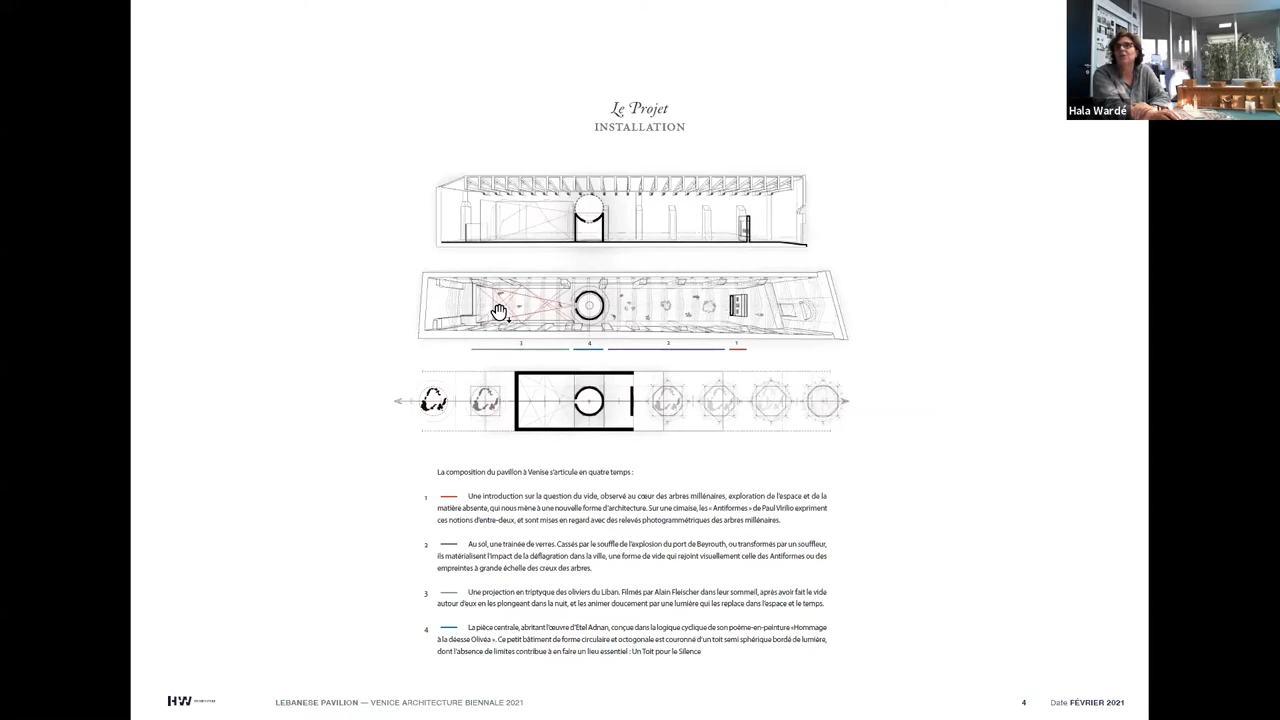 Hala Wardé
Le Projet
INSTALLATION
3 4 2 1
La composition du pavillon à Venise s'articule en quatre temps :
1 Une introduction sur la question du vide, observé au cœur des arbres millénaires, exploration de l'espace et de la
matière absente, qui nous mène à une nouvelle forme d'architecture. Sur une cimaise, les « Antiformes » de Paul Virilio expriment
ces notions d'entre-deux, et sont mises en regard avec des relevés photogrammétriques des arbres millénaires.
2 Au sol, une traînée de verres. Cassés par le souffle de l'explosion du port de Beyrouth, ou transformés par un souffleur,
ils matérialisent l'impact de la déflagration dans la ville, une forme de vide qui rejoint visuellement celle des Antiformes ou des
empreintes à grande échelle des creux des arbres.
3 Une projection en triptyque des oliviers du Liban. Filmés par Alain Fleischer dans leur sommeil, après avoir fait le vide
autour d'eux en les plongeant dans la nuit, et les animer doucement par une lumière qui les replace dans l'espace et le temps.
4 La pièce centrale, abritant l'œuvre d'Etel Adnan, conçue dans la logique cyclique de son poème-en-peinture «Hommage
à la déesse Olivéa ». Ce petit bâtiment de forme circulaire et octogonale est couronné d'un toit semi sphérique bordé de lumière,
dont l'absence de limites contribue à en faire un lieu essentiel : Un Toit pour le Silence
HW
LEBANESE PAVILION — VENICE ARCHITECTURE BIENNALE 2021
4 Date FÉVRIER 2021